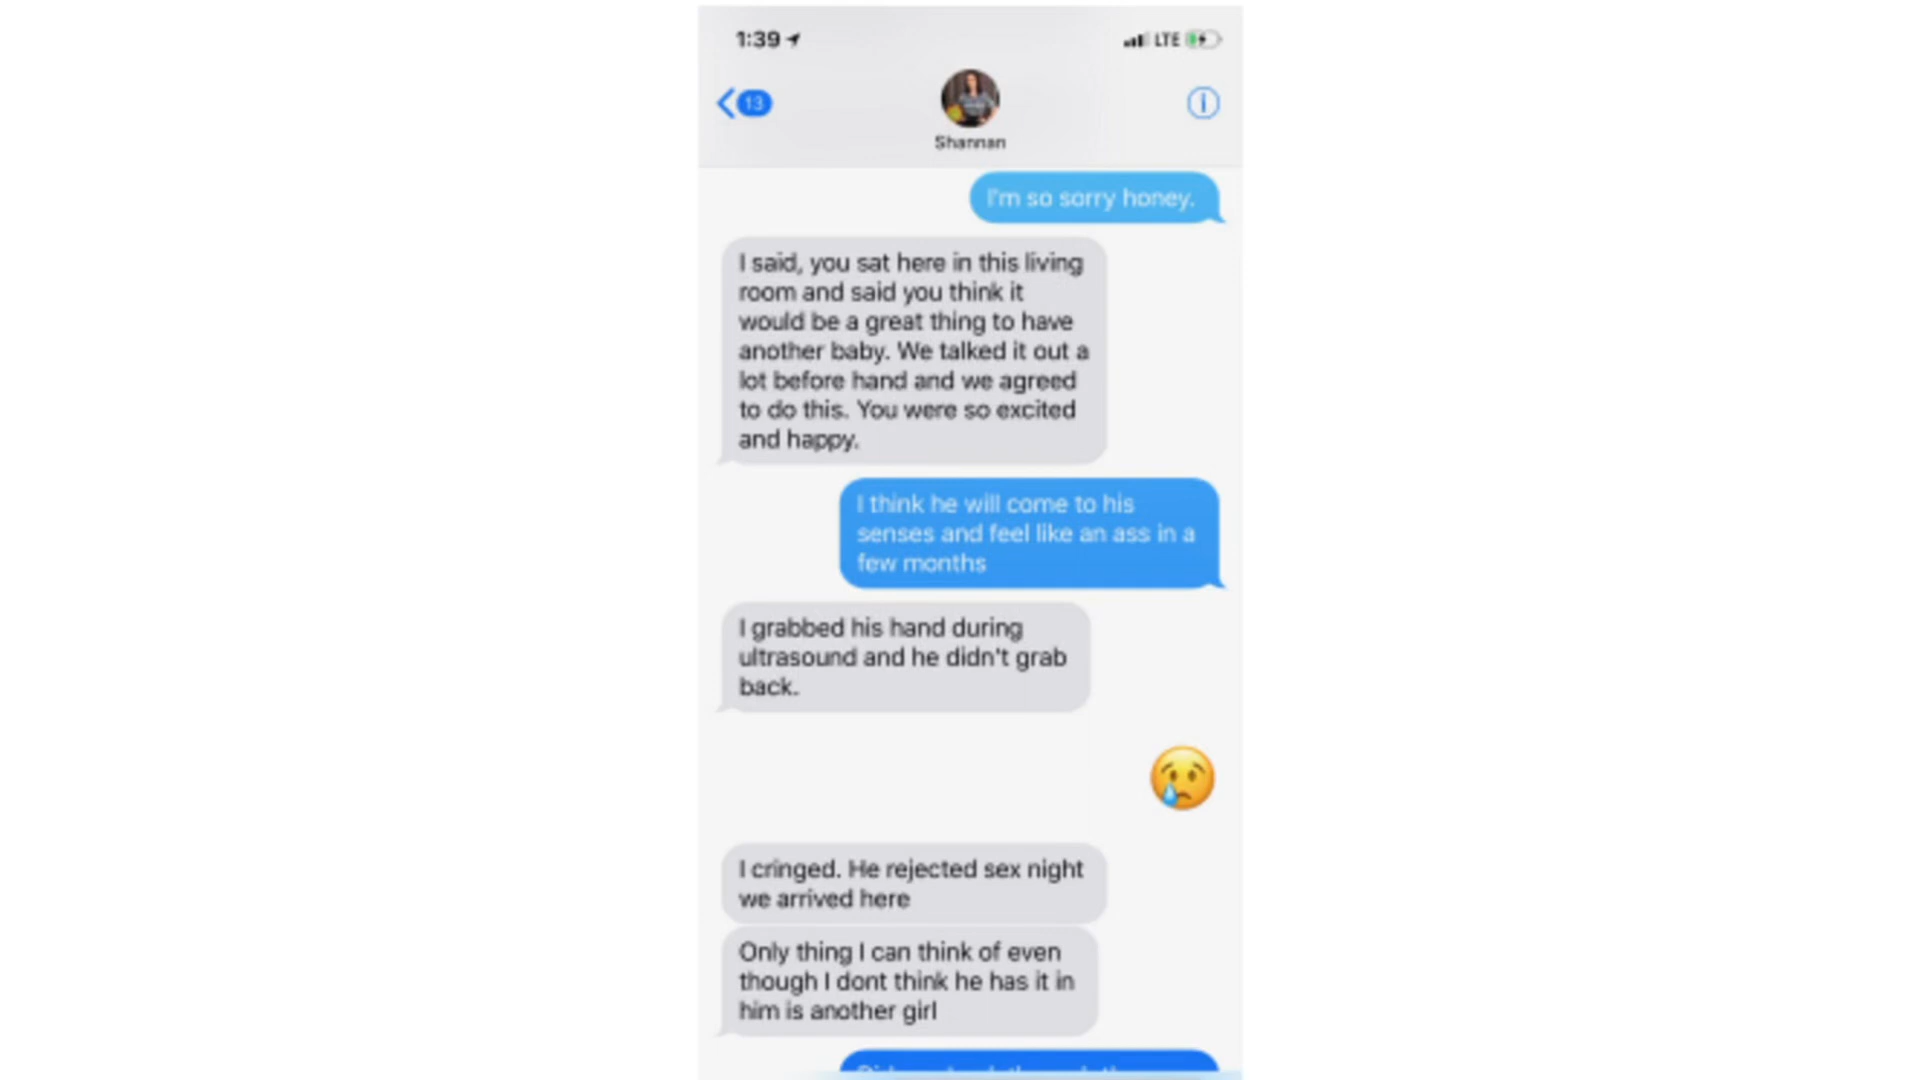 1:39
LTE
13
Shannan
I'm so sorry honey.
I said, you sat here in this living
room and said you think it
would be a great thing to have
another baby. We talked it out a
lot before hand and we agreed
to do this. You were so excited
and happy.
I think he will come to his
senses and feel like an ass in a
few months
I grabbed his hand during
ultrasound and he didn't grab
back.
I cringed. He rejected sex night
we arrived here
Only thing I can think of even
though I dont think he has it in
him is another girl